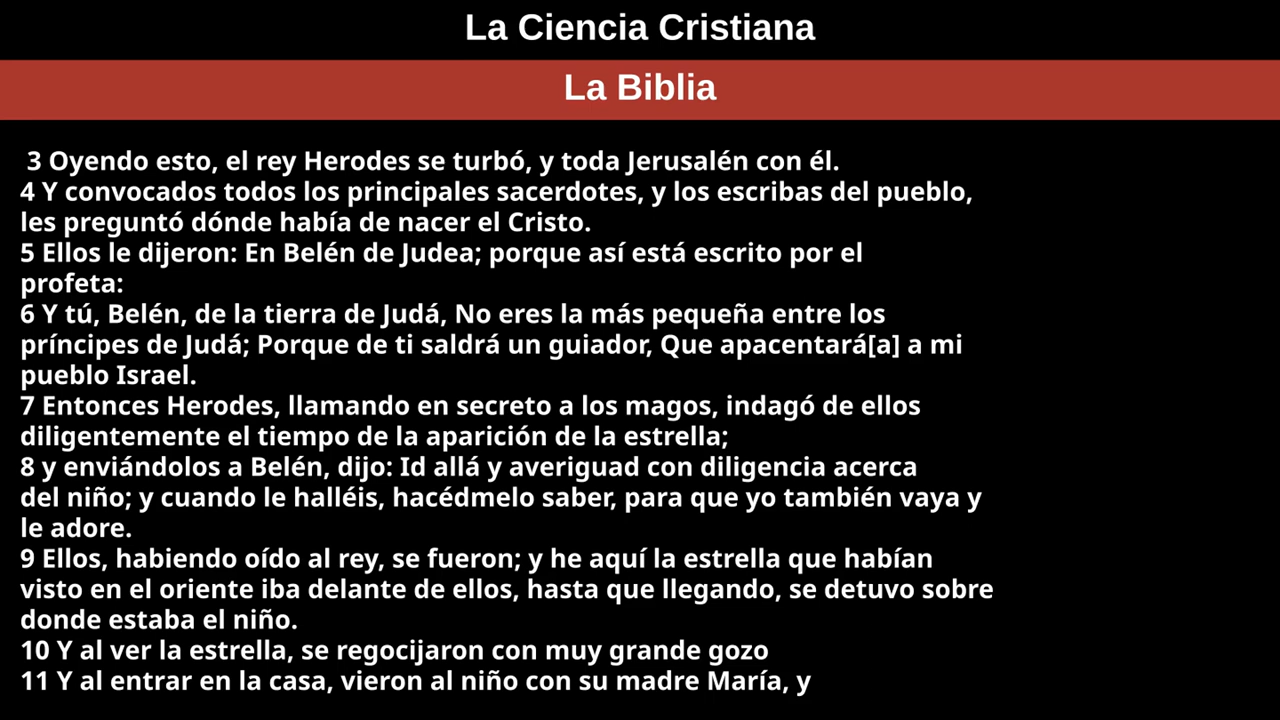 La Ciencia Cristiana
La Biblia
3 Oyendo esto, el rey Herodes se turbó, y toda Jerusalén con él.
4 Y convocados todos los principales sacerdotes, y los escribas del pueblo,
les preguntó dónde había de nacer el Cristo.
5 Ellos le dijeron: En Belén de Judea; porque así está escrito por el
profeta:
6 Y tú, Belén, de la tierra de Judá, No eres la más pequeña entre los
príncipes de Judá; Porque de ti saldrá un guiador, Que apacentará[a] a mi
pueblo Israel.
7 Entonces Herodes, llamando en secreto a los magos, indagó de ellos
diligentemente el tiempo de la aparición de la estrella;
8 y enviándolos a Belén, dijo: Id allá y averiguad con diligencia acerca
del niño; y cuando le halléis, hacédmelo saber, para que yo también vaya y
le adore.
9 Ellos, habiendo oído al rey, se fueron; y he aquí la estrella que habían
visto en el oriente iba delante de ellos, hasta que llegando, se detuvo sobre
donde estaba el niño.
10 Y al ver la estrella, se regocijaron con muy grande gozo
11 Y al entrar en la casa, vieron al niño con su madre María, y